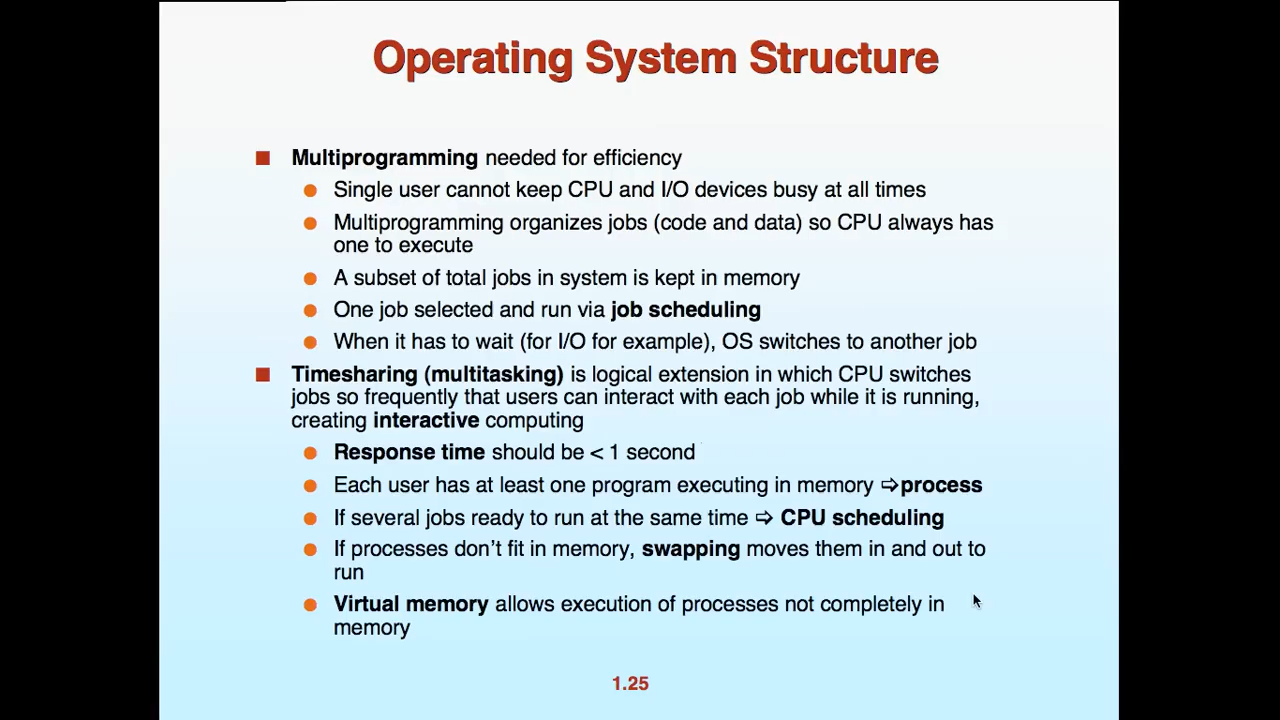 Operating System Structure
Multiprogramming needed for efficiency
Single user cannot keep CPU and I/O devices busy at all times
Multiprogramming organizes jobs (code and data) so CPU always has
one to execute
A subset of total jobs in system is kept in memory
One job selected and run via job scheduling
When it has to wait (for I/O for example), OS switches to another job
Timesharing (multitasking) is logical extension in which CPU switches
jobs so frequently that users can interact with each job while it is running,
creating interactive computing
Response time should be < 1 second
Each user has at least one program executing in memory ⇨process
If several jobs ready to run at the same time ⇨ CPU scheduling
If processes don’t fit in memory, swapping moves them in and out to
run
Virtual memory allows execution of processes not completely in
memory
1.25